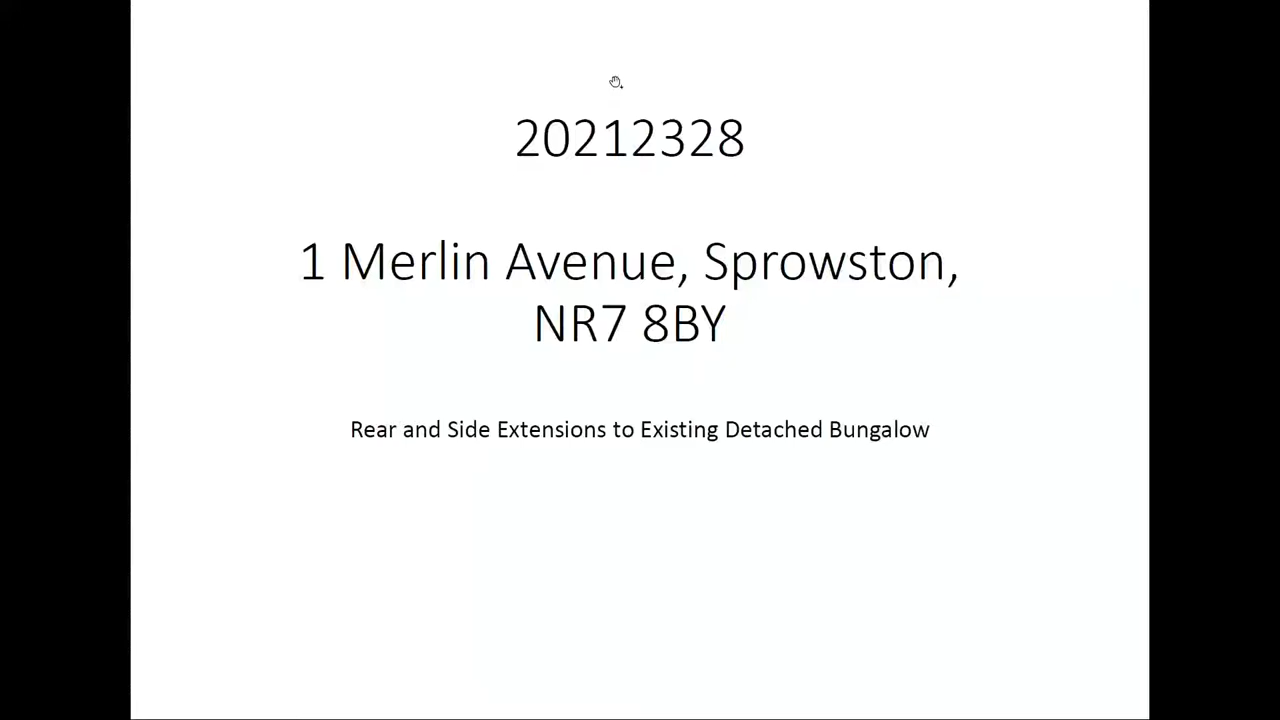 20212328
1 Merlin Avenue, Sprowston,
NR7 8BY
Rear and Side Extensions to Existing Detached Bungalow